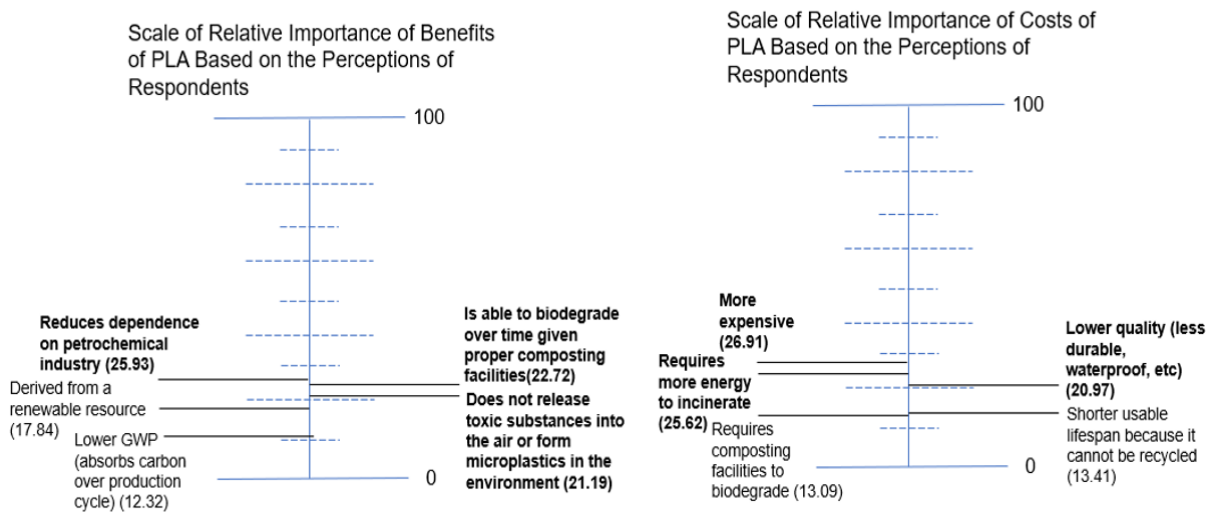 Scale of Relative Importance of Benefits
of PLA Based on the Perceptions of
Respondents
100
Reduces dependence
on petrochemical
industry (25.93)
Derived from a
renewable resource
(17.84)
Lower GWP
(absorbs carbon
over production
cycle) (12.32)
Is able to biodegrade
over time given
proper composting
facilities(22.72)
Does not release
toxic substances into
the air or form
microplastics in the
environment (21.19)
0
Scale of Relative Importance of Costs of
PLA Based on the Perceptions of
Respondents
100
More
expensive
(26.91)
Requires
more energy
to incinerate
(25.62)
Requires
composting
facilities to
biodegrade (13.09)
Lower quality (less
durable,
waterproof, etc)
(20.97)
Shorter usable
lifespan because it
cannot be recycled
(13.41)
0